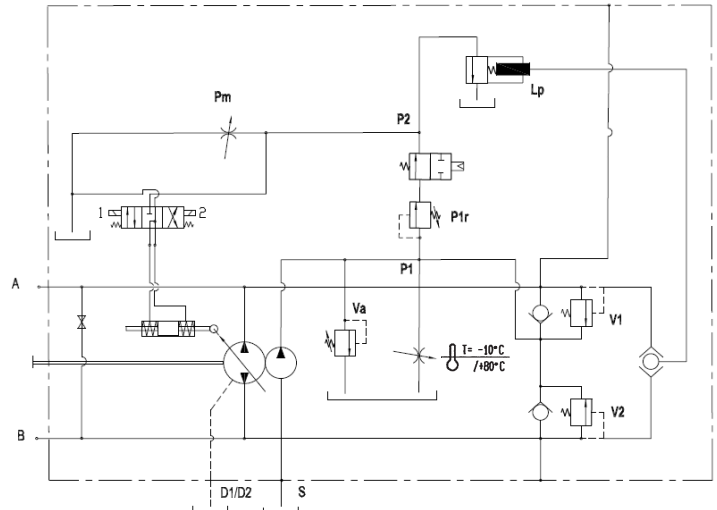 Lp
Pm
P2
1 2
P1r
P1
A
Va
V1
T= -10°C
/+80°C
V2
B
D1/D2 S